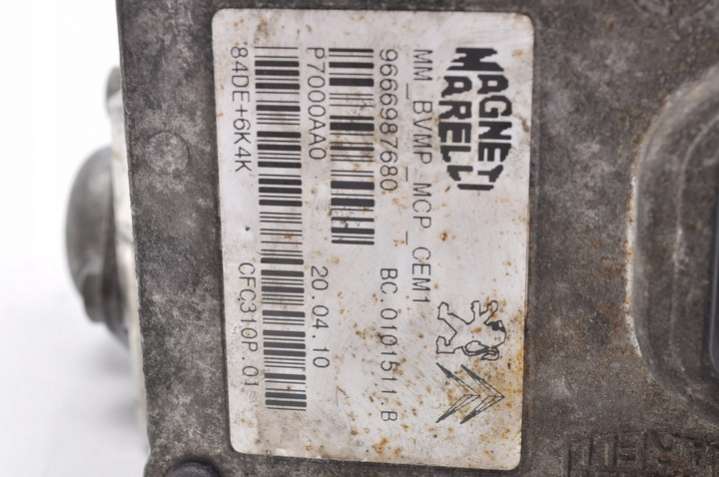 MAGNETI
MARELLI
MM_BVMP_MCP_CEM1
9666987680 BC.0101511.B
P7000AA0 20.04.10
84DE+6K4K CFC310P.01